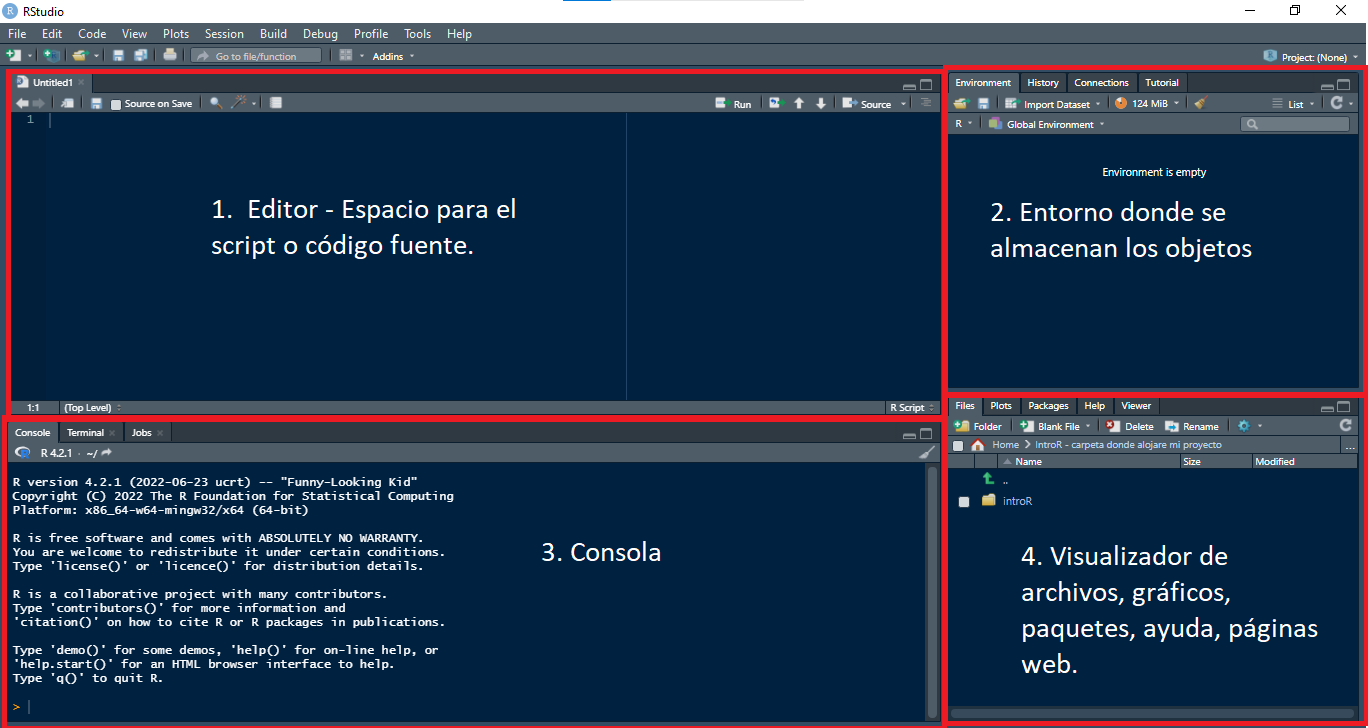 RStudio
File Edit Code View Plots Session Build Debug Profile Tools Help
Go to file/function Addins Project: (None)
Untitled1
Source on Save Run Source
1
1. Editor - Espacio para el
script o código fuente.
1:1 (Top Level) R Script
Environment History Connections Tutorial
Import Dataset 124 MiB List
R Global Environment
Environment is empty
2. Entorno donde se
almacenan los objetos
Console Terminal Jobs
R 4.2.1 · ~/
R version 4.2.1 (2022-06-23 ucrt) -- "Funny-Looking Kid"
Copyright (C) 2022 The R Foundation for Statistical Computing
Platform: x86_64-w64-mingw32/x64 (64-bit)
R is free software and comes with ABSOLUTELY NO WARRANTY.
You are welcome to redistribute it under certain conditions.
Type 'license()' or 'licence()' for distribution details.
R is a collaborative project with many contributors.
Type 'contributors()' for more information and
'citation()' on how to cite R or R packages in publications.
Type 'demo()' for some demos, 'help()' for on-line help, or
'help.start()' for an HTML browser interface to help.
Type 'q()' to quit R.
>
3. Consola
Files Plots Packages Help Viewer
Folder Blank File Delete Rename
Home > IntroR - carpeta donde alojare mi proyecto ...
Name Size Modified
..
introR
4. Visualizador de
archivos, gráficos,
paquetes, ayuda, páginas
web.